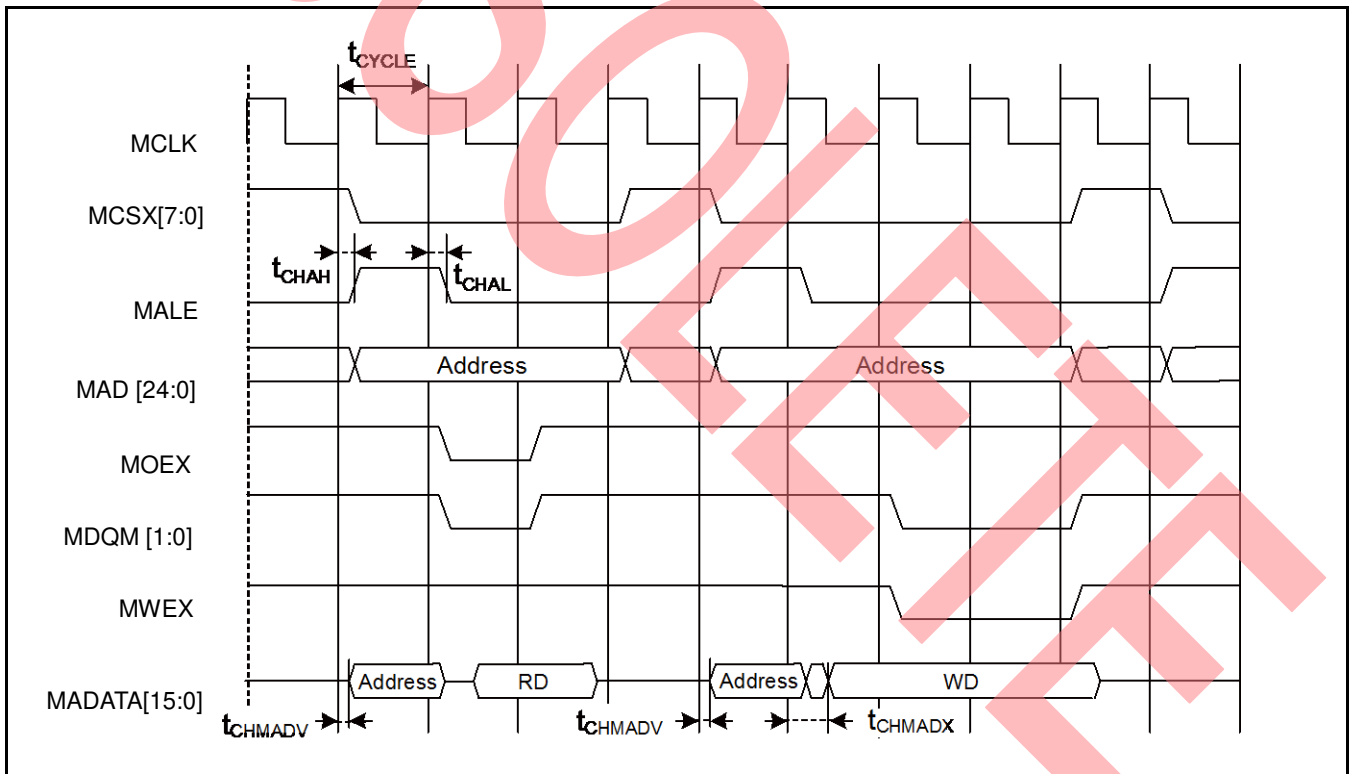 tCYCLE
MCLK
MCSX[7:0]
tCHAH
tCHAL
MALE
Address
Address
MAD [24:0]
MOEX
MDQM [1:0]
MWEX
Address
RD
Address
WD
MADATA[15:0]
tCHMADV
tCHMADV
tCHMADX
SOLETE